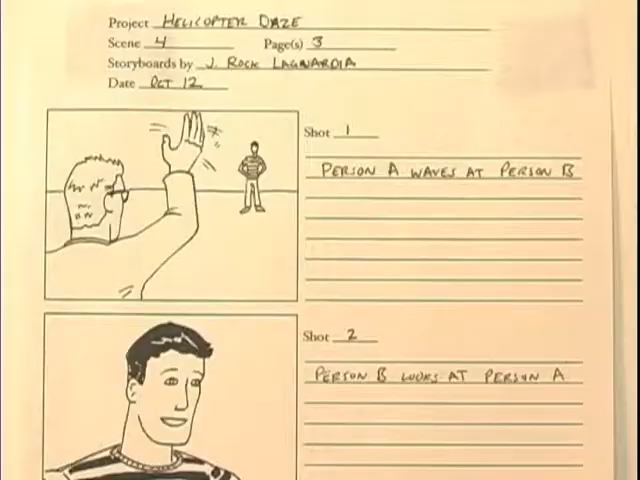 Project HELICOPTER DAZE
Scene 4 Page(s) 3
Storyboards by J. ROCK LAGNARDIA
Date OCT 12
Shot 1
PERSON A WAVES AT PERSON B
Shot 2
PERSON B LOOKS AT PERSON A